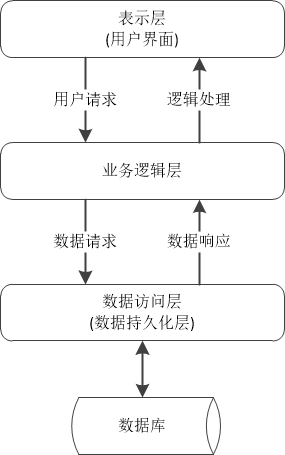 表示层
(用户界面)
用户请求
逻辑处理
业务逻辑层
数据请求
数据响应
数据访问层
(数据持久化层)
数据库